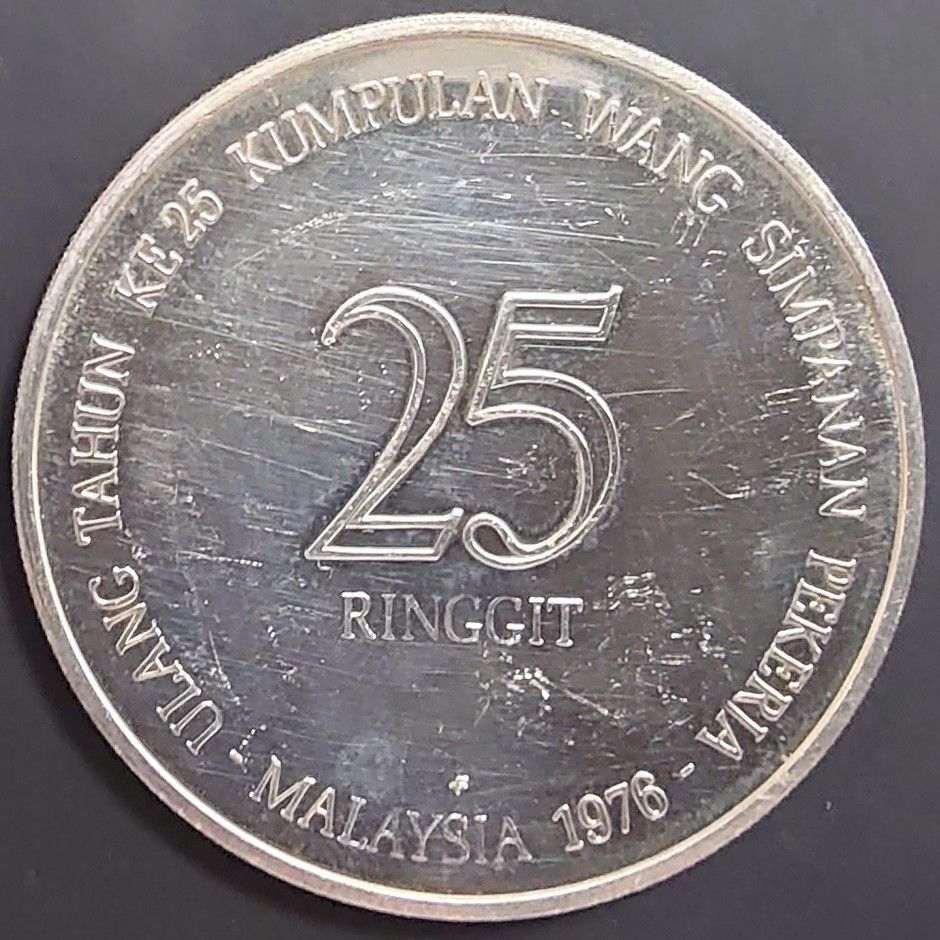 ULANG TAHUN KE 25 KUMPULAN WANG SIMPANAN PEKERJA
25
RINGGIT
- MALAYSIA 1976 -